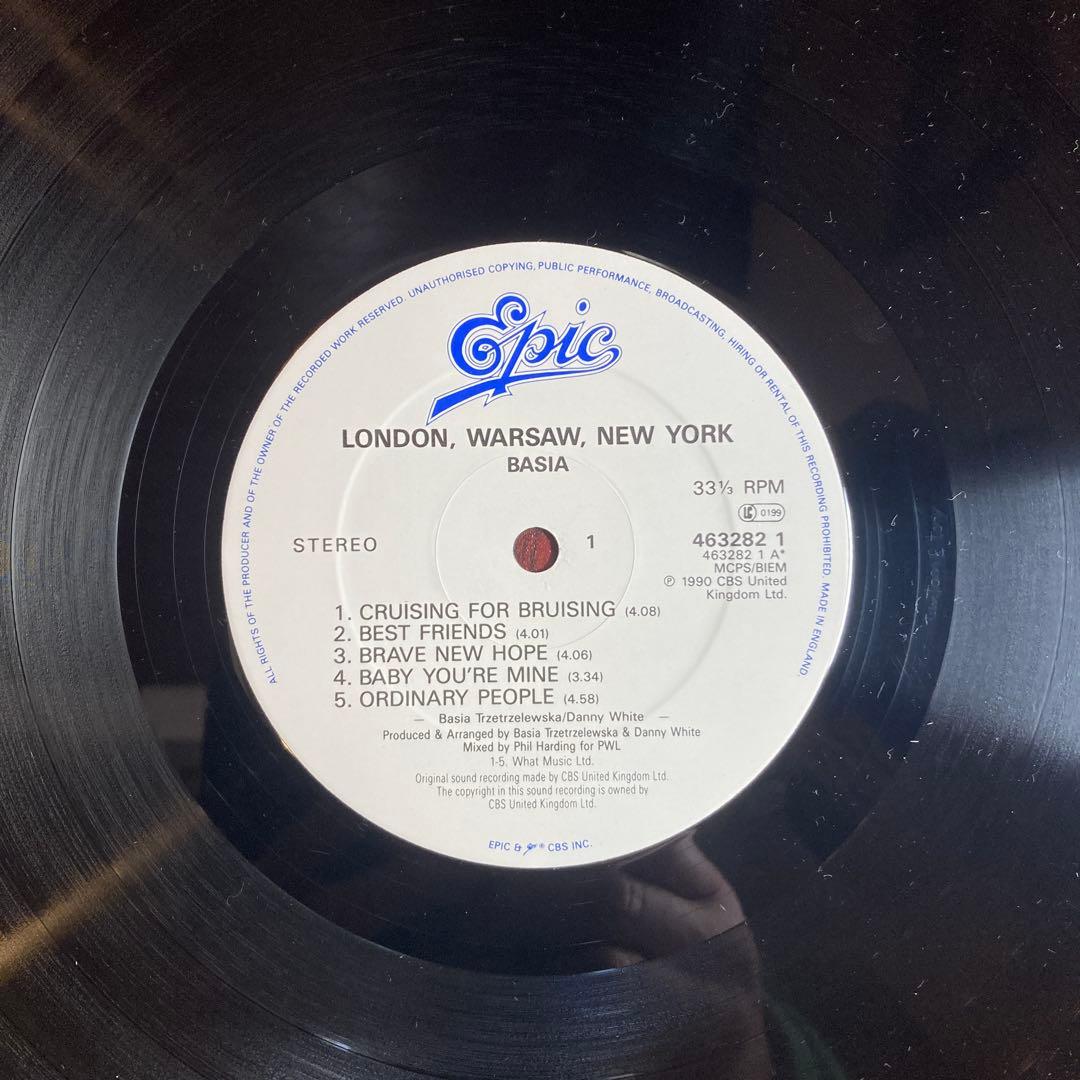 ALL RIGHTS OF THE PRODUCER AND OF THE OWNER OF THE RECORDED WORK RESERVED. UNAUTHORISED COPYING, PUBLIC PERFORMANCE, BROADCASTING, HIRING OR RENTAL OF THIS RECORDING PROHIBITED. MADE IN ENGLAND.
Epic
LONDON, WARSAW, NEW YORK
BASIA
33⅓ RPM
LC 0199
STEREO
1
463282 1
463282 1 A*
MCPS/BIEM
℗ 1990 CBS United
Kingdom Ltd.
1. CRUISING FOR BRUISING (4.08)
2. BEST FRIENDS (4.01)
3. BRAVE NEW HOPE (4.06)
4. BABY YOU'RE MINE (3.34)
5. ORDINARY PEOPLE (4.58)
— Basia Trzetrzelewska/Danny White —
Produced & Arranged by Basia Trzetrzelewska & Danny White
Mixed by Phil Harding for PWL
1-5. What Music Ltd.
Original sound recording made by CBS United Kingdom Ltd.
The copyright in this sound recording is owned by
CBS United Kingdom Ltd.
EPIC & ® CBS INC.